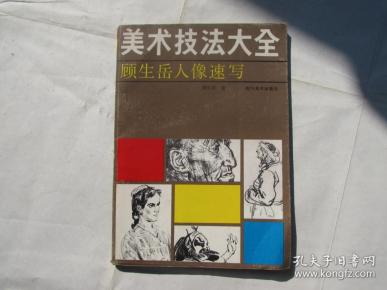 美术技法大全
顾生岳人像速写
孔夫子旧书网